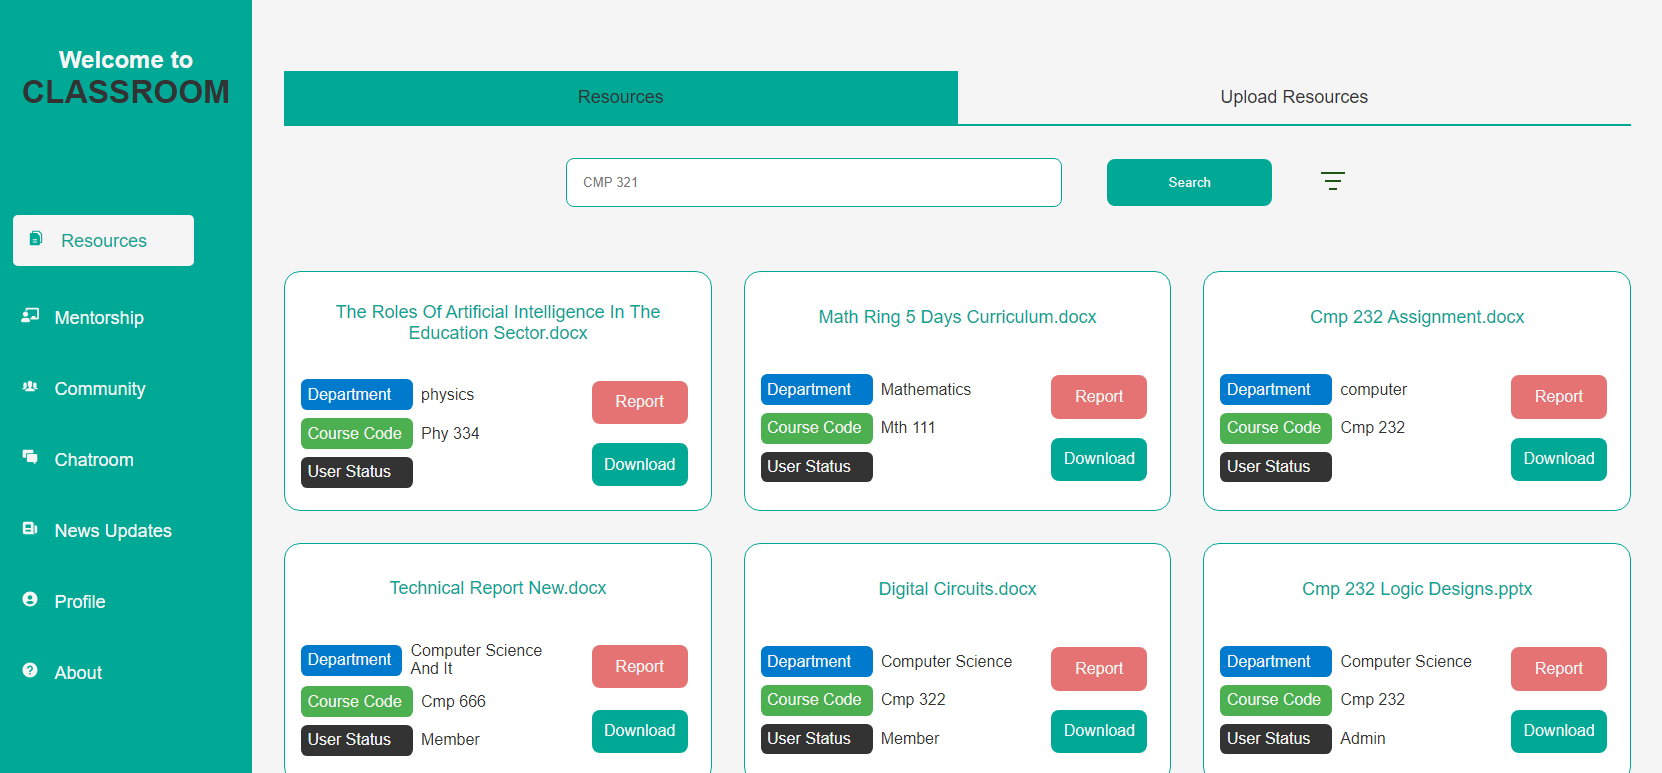 Welcome to
CLASSROOM
Resources
Mentorship
Community
Chatroom
News Updates
Profile
About
Resources
Upload Resources
CMP 321
Search
The Roles Of Artificial Intelligence In The
Education Sector.docx
Department physics
Course Code Phy 334
User Status
Report
Download
Math Ring 5 Days Curriculum.docx
Department Mathematics
Course Code Mth 111
User Status
Report
Download
Cmp 232 Assignment.docx
Department computer
Course Code Cmp 232
User Status
Report
Download
Technical Report New.docx
Department Computer Science
And It
Course Code Cmp 666
User Status Member
Report
Download
Digital Circuits.docx
Department Computer Science
Course Code Cmp 322
User Status Member
Report
Download
Cmp 232 Logic Designs.pptx
Department Computer Science
Course Code Cmp 232
User Status Admin
Report
Download